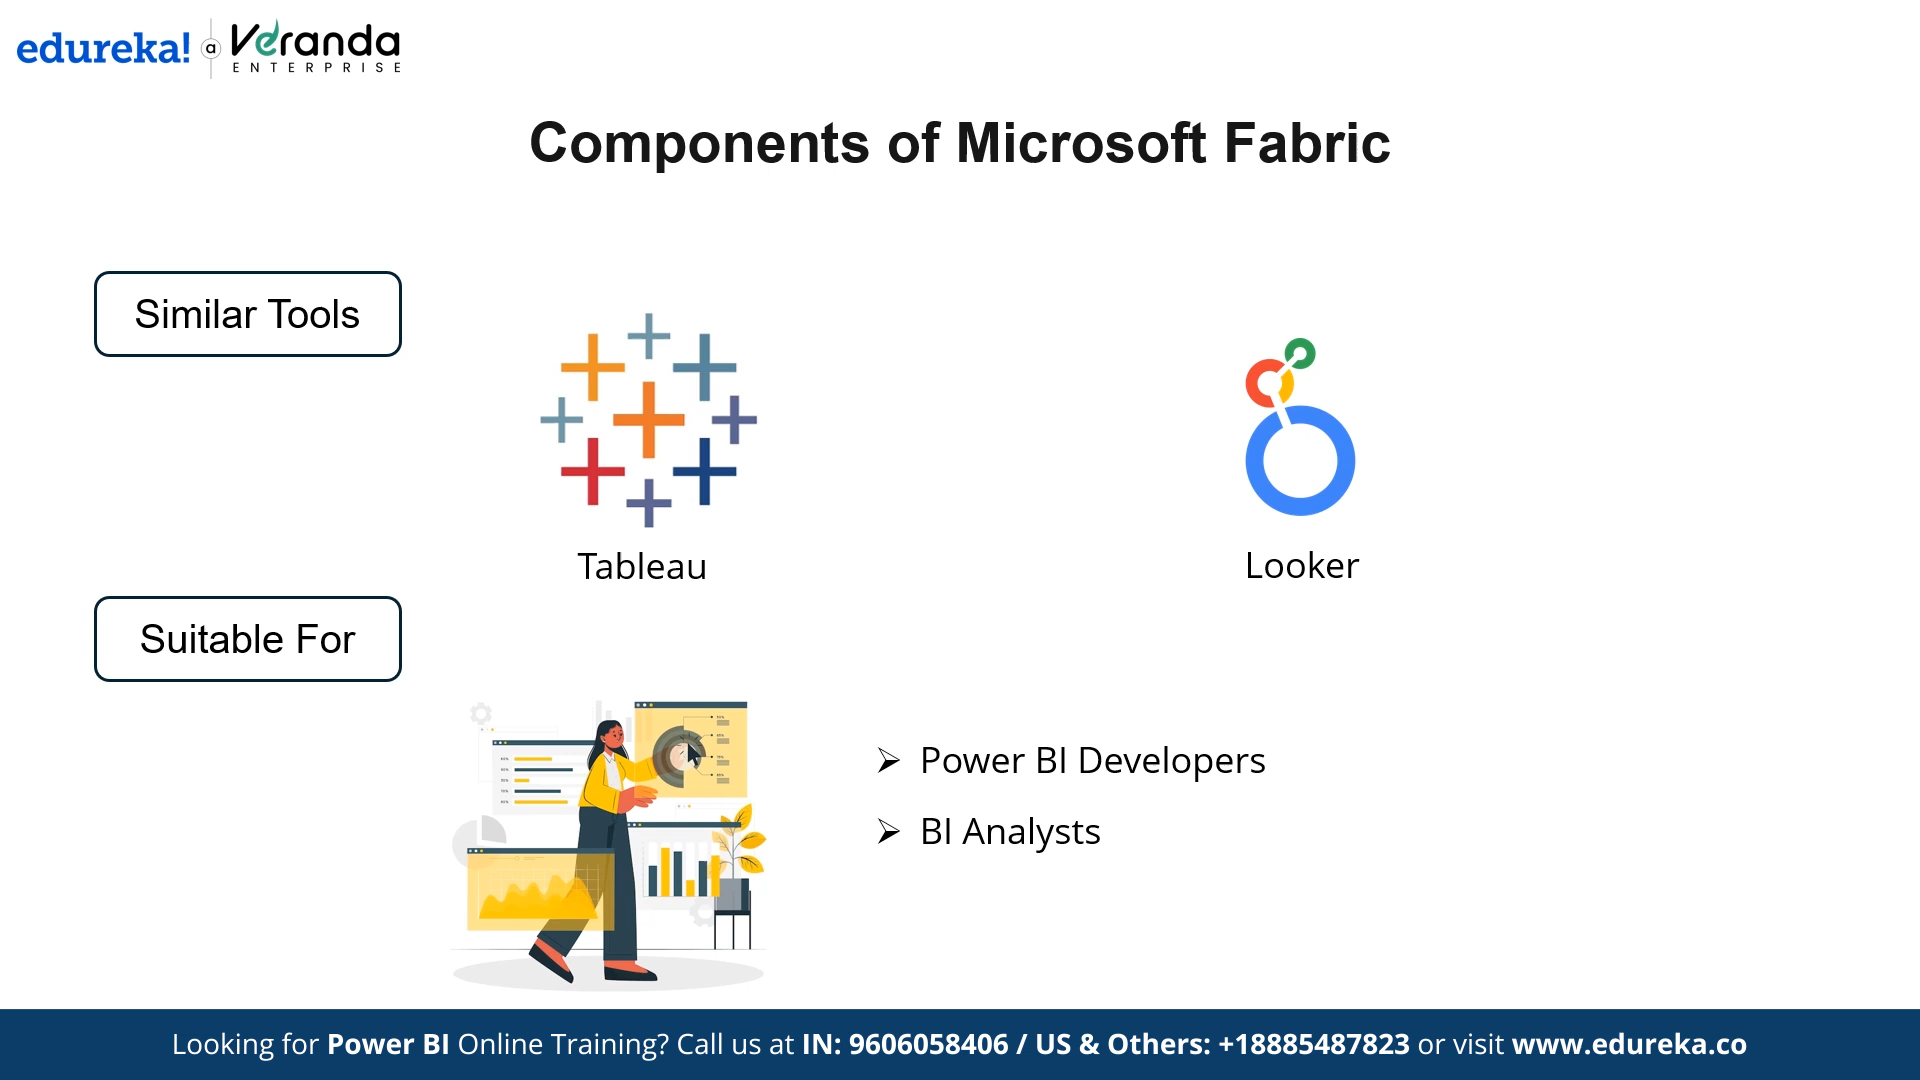 edureka! a Veranda
ENTERPRISE
Components of Microsoft Fabric
Similar Tools
Tableau
Looker
Suitable For
Power BI Developers
BI Analysts
Looking for Power BI Online Training? Call us at IN: 9606058406 / US & Others: +18885487823 or visit www.edureka.co